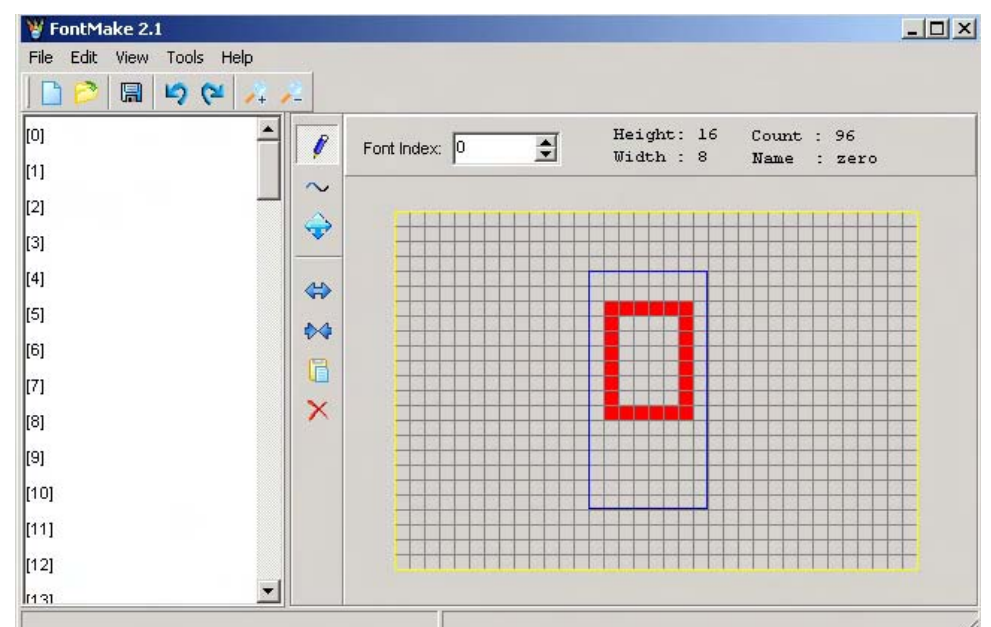 FontMake 2.1
File Edit View Tools Help
[0]
[1]
[2]
[3]
[4]
[5]
[6]
[7]
[8]
[9]
[10]
[11]
[12]
[13]
Font Index: 0
Height: 16 Count : 96
Width : 8 Name : zero